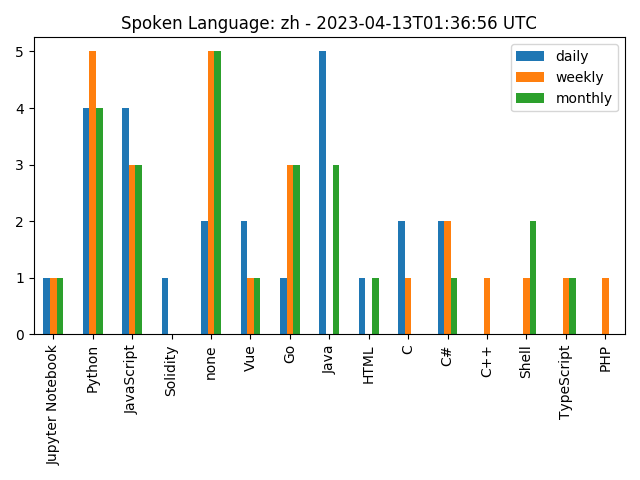 Spoken Language: zh - 2023-04-13T01:36:56 UTC
daily
weekly
monthly
5
4
3
2
1
0
Jupyter Notebook
Python
JavaScript
Solidity
none
Vue
Go
Java
HTML
C
C#
C++
Shell
TypeScript
PHP